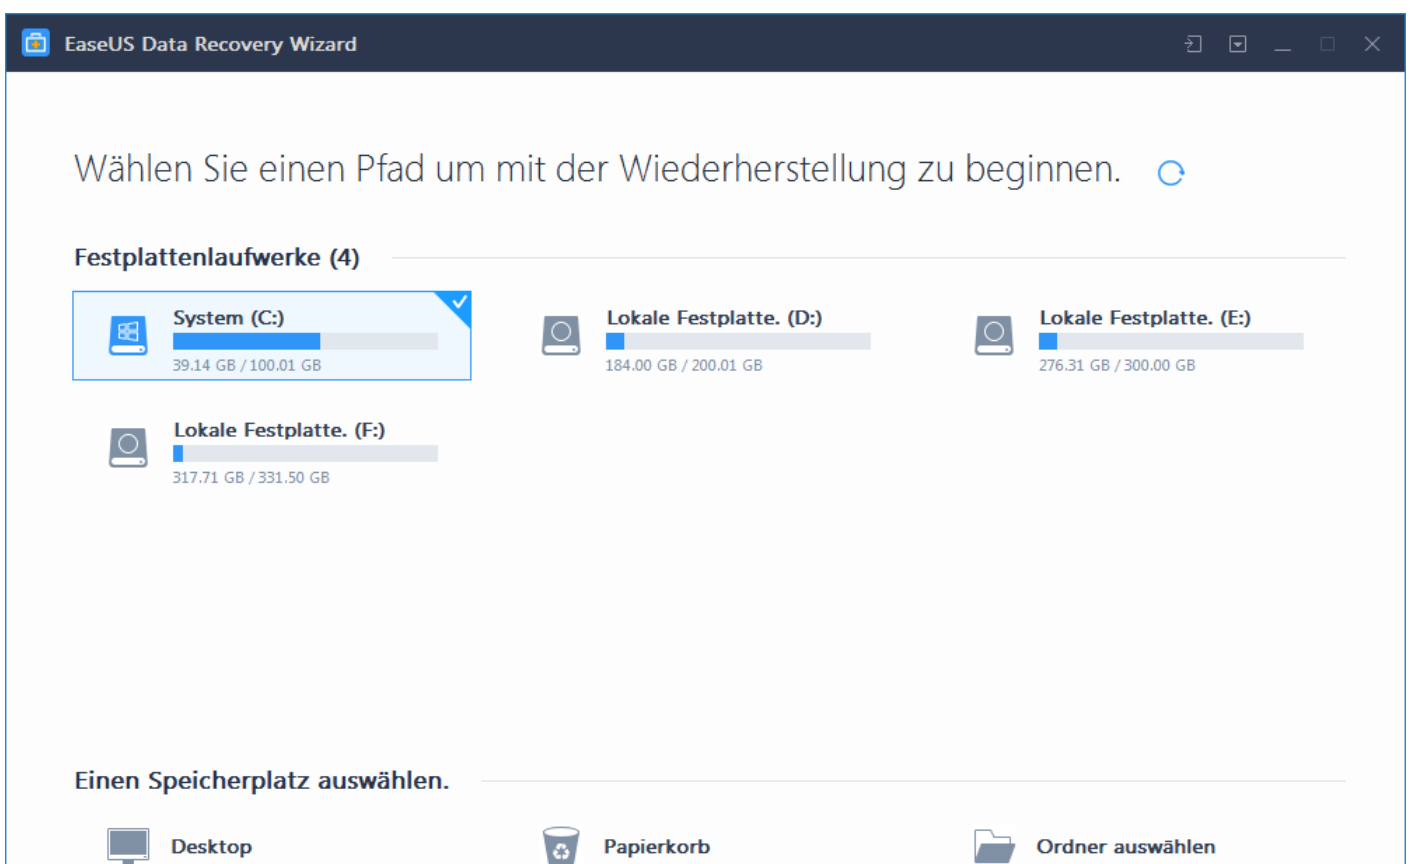 EaseUS Data Recovery Wizard
Wählen Sie einen Pfad um mit der Wiederherstellung zu beginnen.
Festplattenlaufwerke (4)
System (C:)
39.14 GB / 100.01 GB
Lokale Festplatte. (D:)
184.00 GB / 200.01 GB
Lokale Festplatte. (E:)
276.31 GB / 300.00 GB
Lokale Festplatte. (F:)
317.71 GB / 331.50 GB
Einen Speicherplatz auswählen.
Desktop
Papierkorb
Ordner auswählen